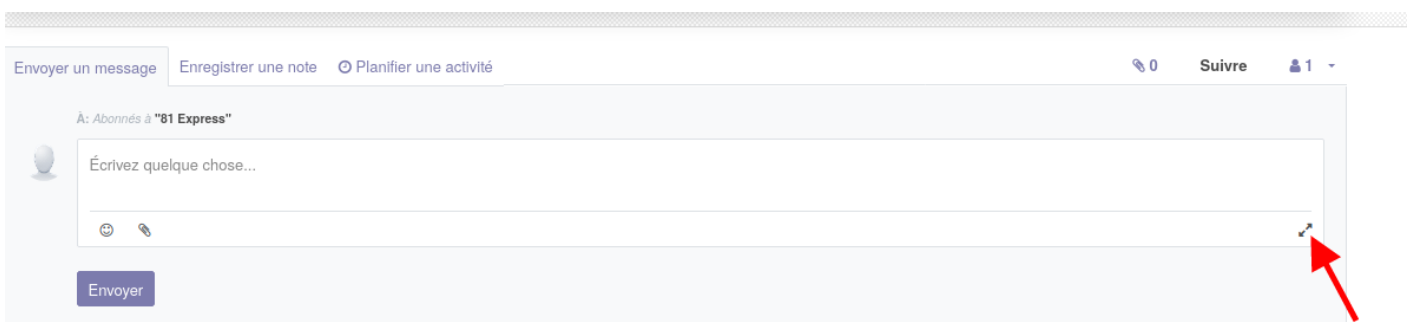 Envoyer un message Enregistrer une note Planifier une activité 0 Suivre 1
À: Abonnés à "81 Express"
Écrivez quelque chose...
Envoyer